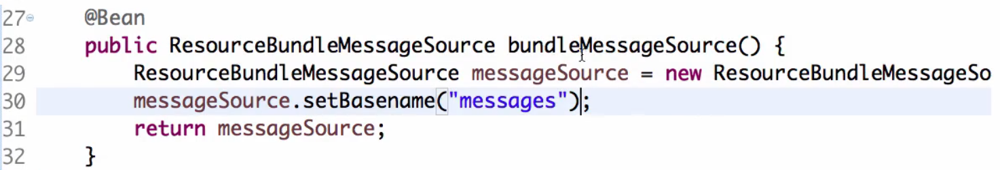 27 @Bean
28 public ResourceBundleMessageSource bundleMessageSource() {
29 ResourceBundleMessageSource messageSource = new ResourceBundleMessageSo
30 messageSource.setBasename("messages");
31 return messageSource;
32 }